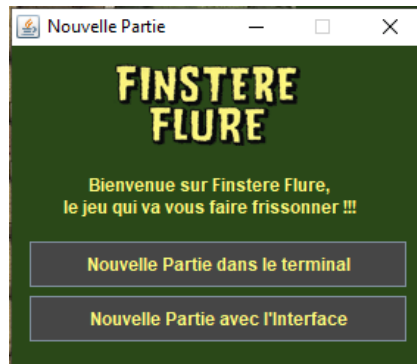 Nouvelle Partie
FINSTERE
FLURE
Bienvenue sur Finstere Flure,
le jeu qui va vous faire frissonner !!!
Nouvelle Partie dans le terminal
Nouvelle Partie avec l'Interface